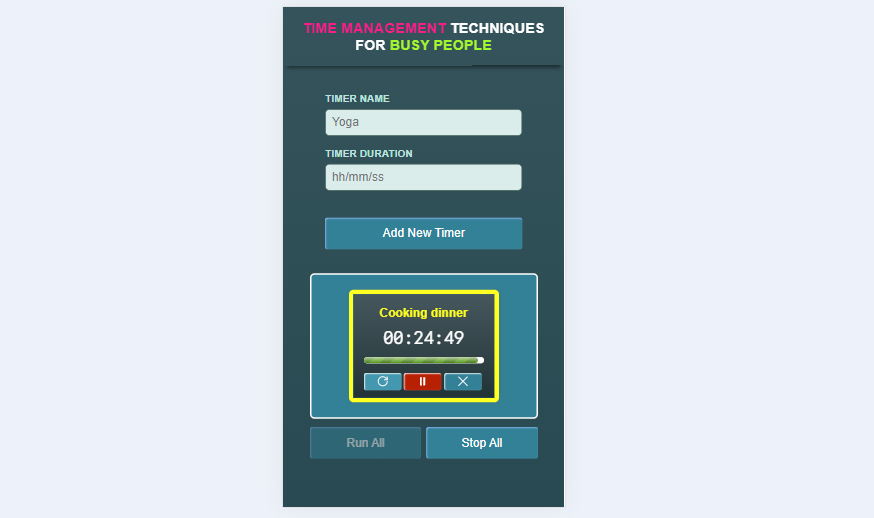 TIME MANAGEMENT TECHNIQUES
FOR BUSY PEOPLE
TIMER NAME
Yoga
TIMER DURATION
hh/mm/ss
Add New Timer
Cooking dinner
00:24:49
Run All
Stop All